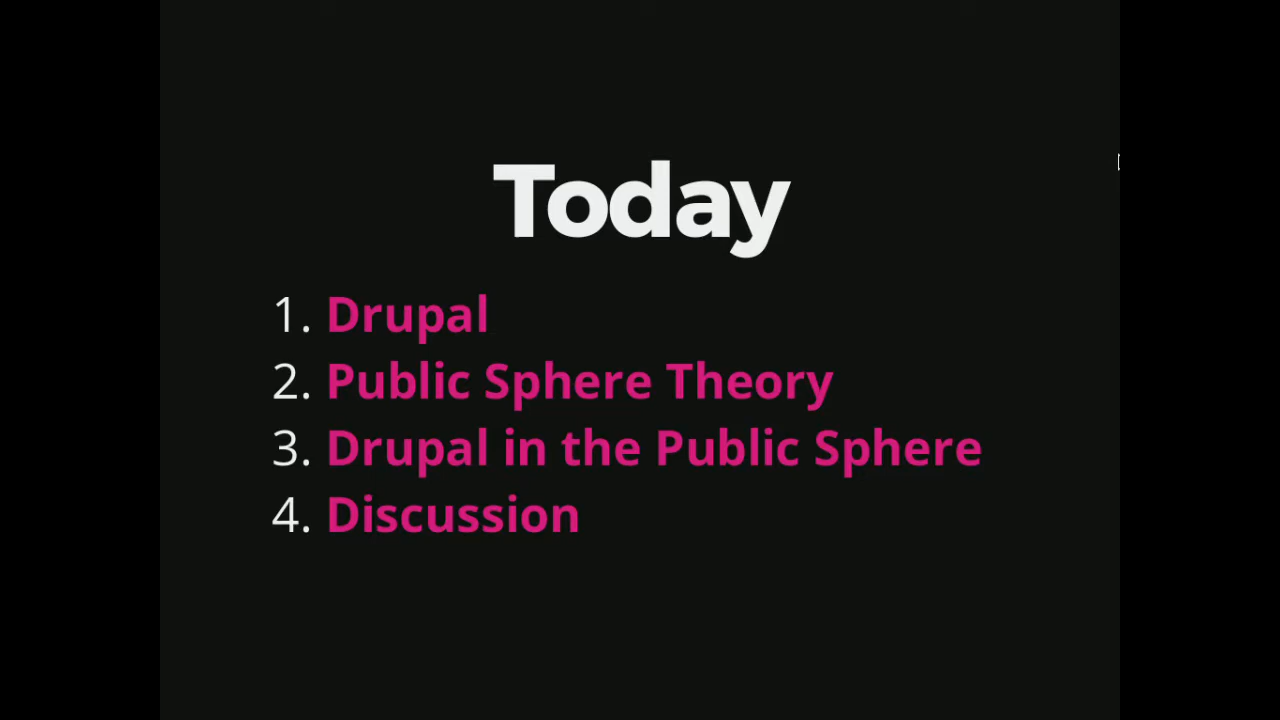 Today
1. Drupal
2. Public Sphere Theory
3. Drupal in the Public Sphere
4. Discussion